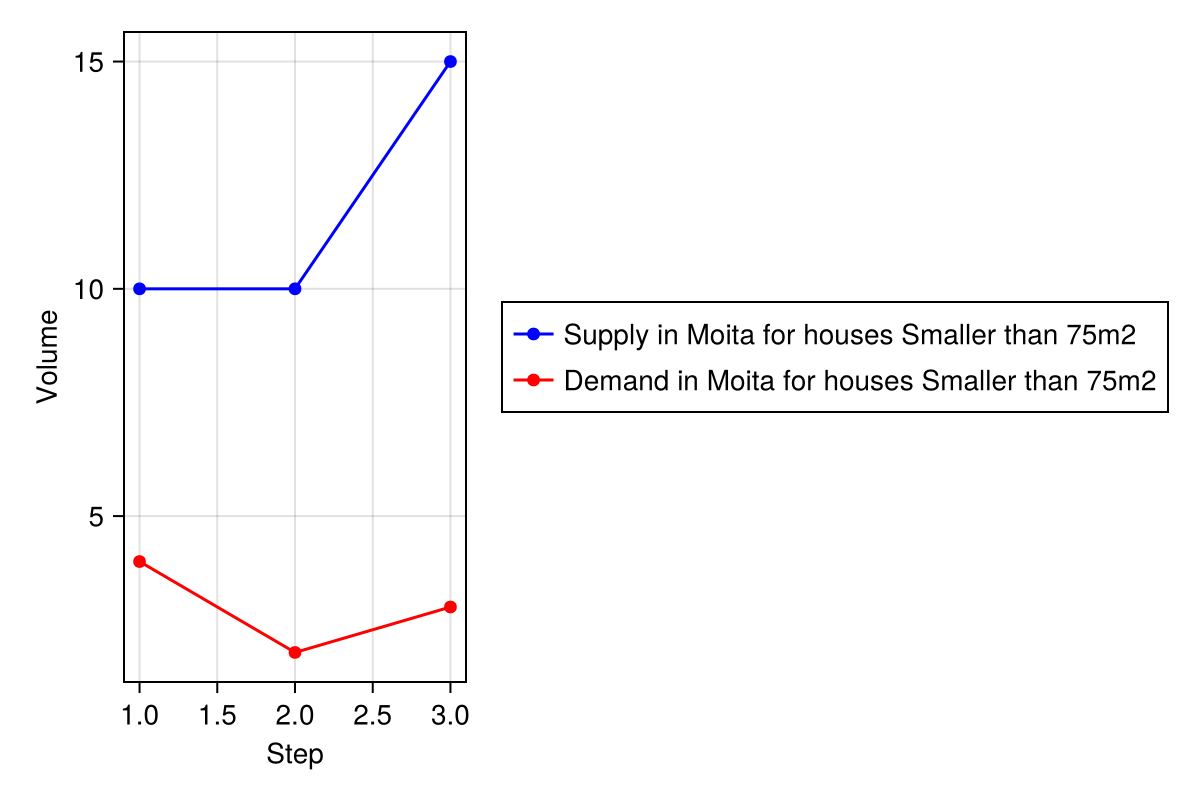 15
10
5
Volume
1.0 1.5 2.0 2.5 3.0
Step
Supply in Moita for houses Smaller than 75m2
Demand in Moita for houses Smaller than 75m2